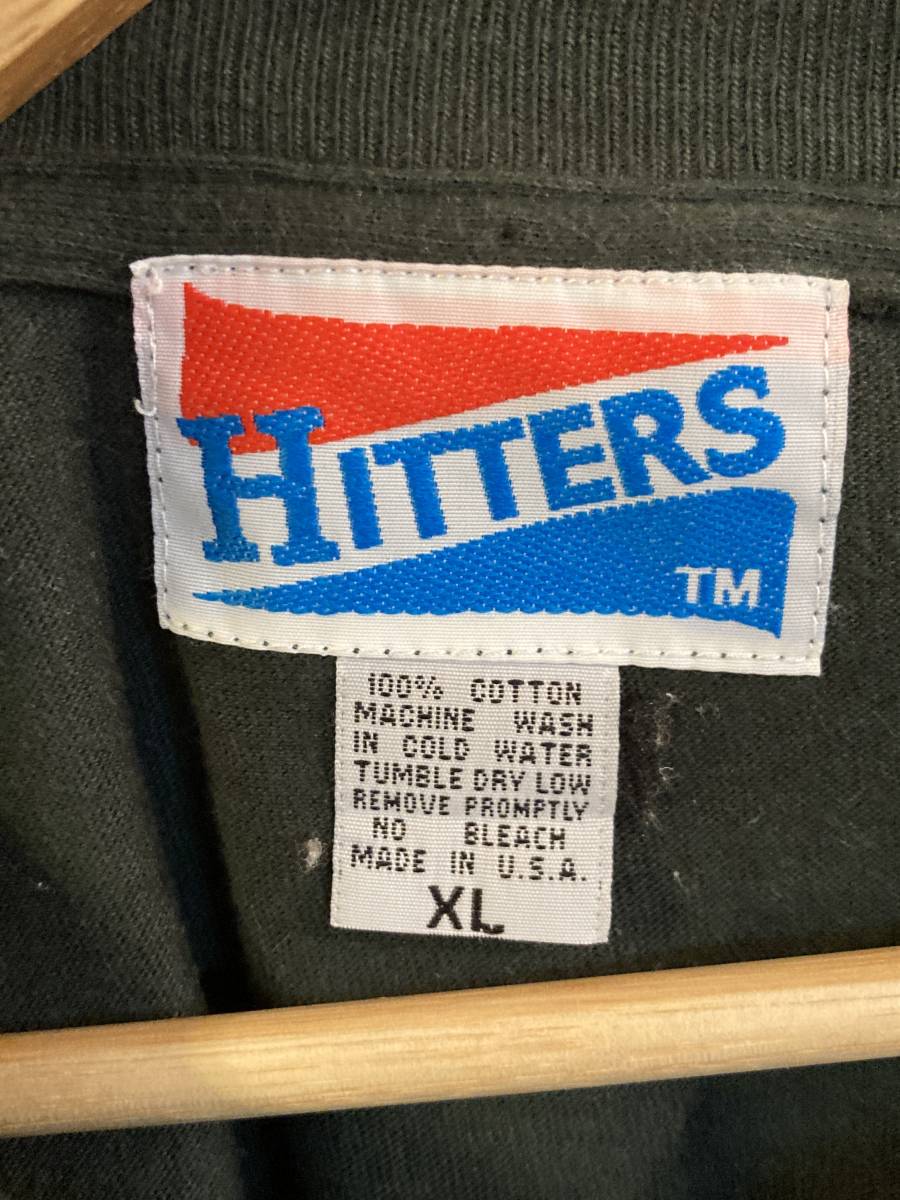 HITTERS
TM
100% COTTON
MACHINE WASH
IN COLD WATER
TUMBLE DRY LOW
REMOVE PROMPTLY
NO BLEACH
MADE IN U.S.A.
XL